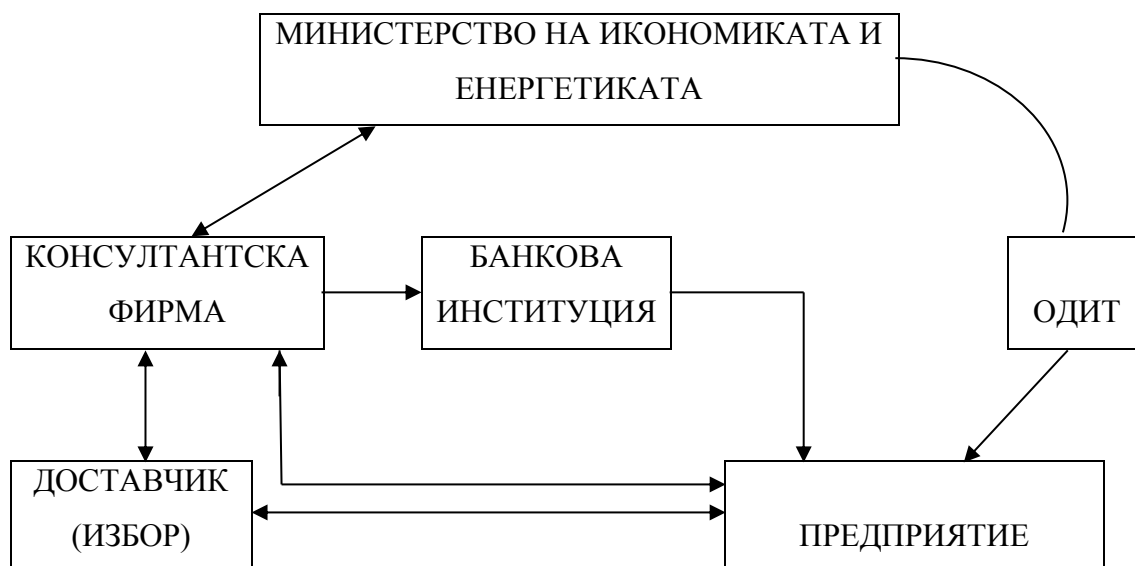 МИНИСТЕРСТВО НА ИКОНОМИКАТА И
ЕНЕРГЕТИКАТА
КОНСУЛТАНТСКА
ФИРМА
БАНКОВА
ИНСТИТУЦИЯ
ОДИТ
ДОСТАВЧИК
(ИЗБОР)
ПРЕДПРИЯТИЕ